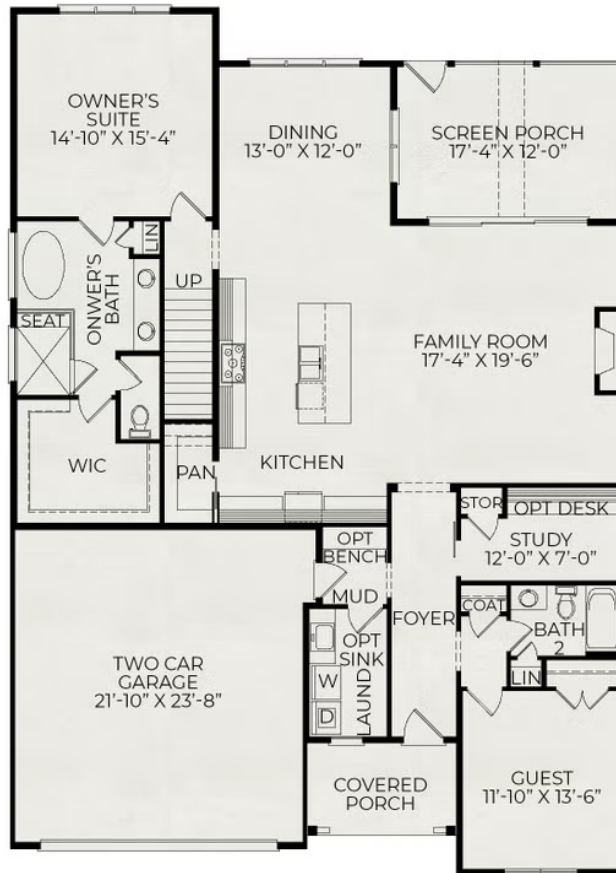 OWNER'S
SUITE
14'-10" X 15'-4"
DINING
13'-0" X 12'-0"
SCREEN PORCH
17'-4" X 12'-0"
LIN
ONWER'S
BATH
UP
SEAT
FAMILY ROOM
17'-4" X 19'-6"
WIC
PAN
KITCHEN
STOR
OPT DESK
STUDY
12'-0" X 7'-0"
OPT
BENCH
MUD
COAT
FOYER
BATH
2
OPT
SINK
LAUND
W
D
LIN
TWO CAR
GARAGE
21'-10" X 23'-8"
COVERED
PORCH
GUEST
11'-10" X 13'-6"